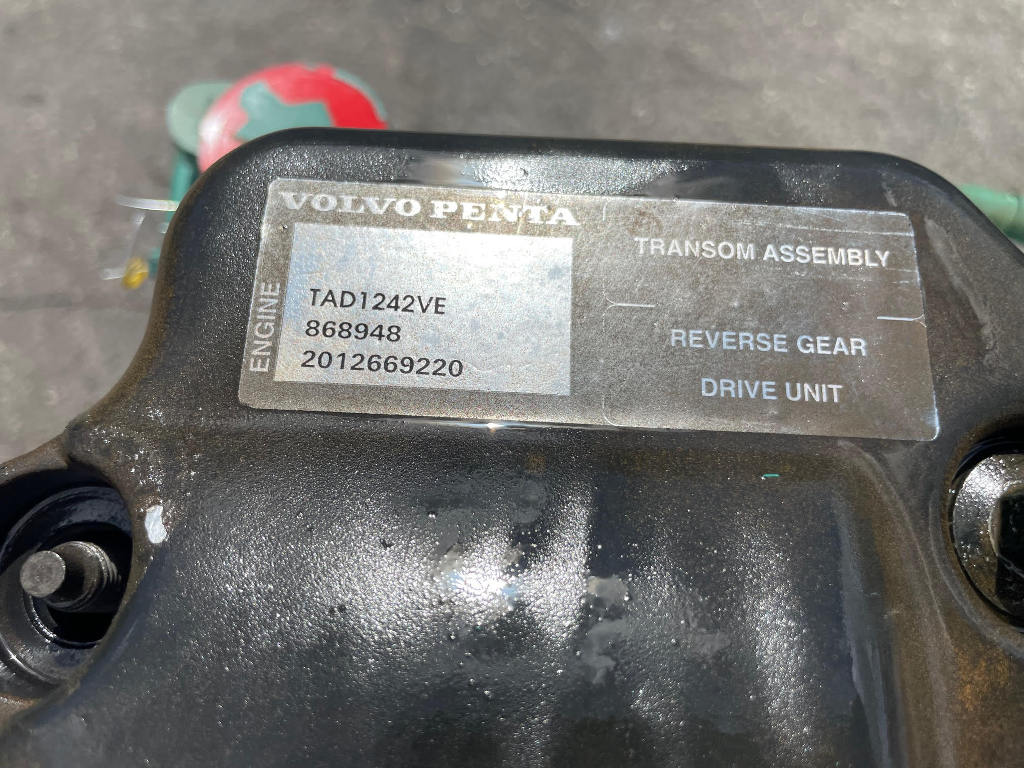 VOLVO PENTA
ENGINE
TAD1242VE
868948
2012669220
TRANSOM ASSEMBLY
REVERSE GEAR
DRIVE UNIT